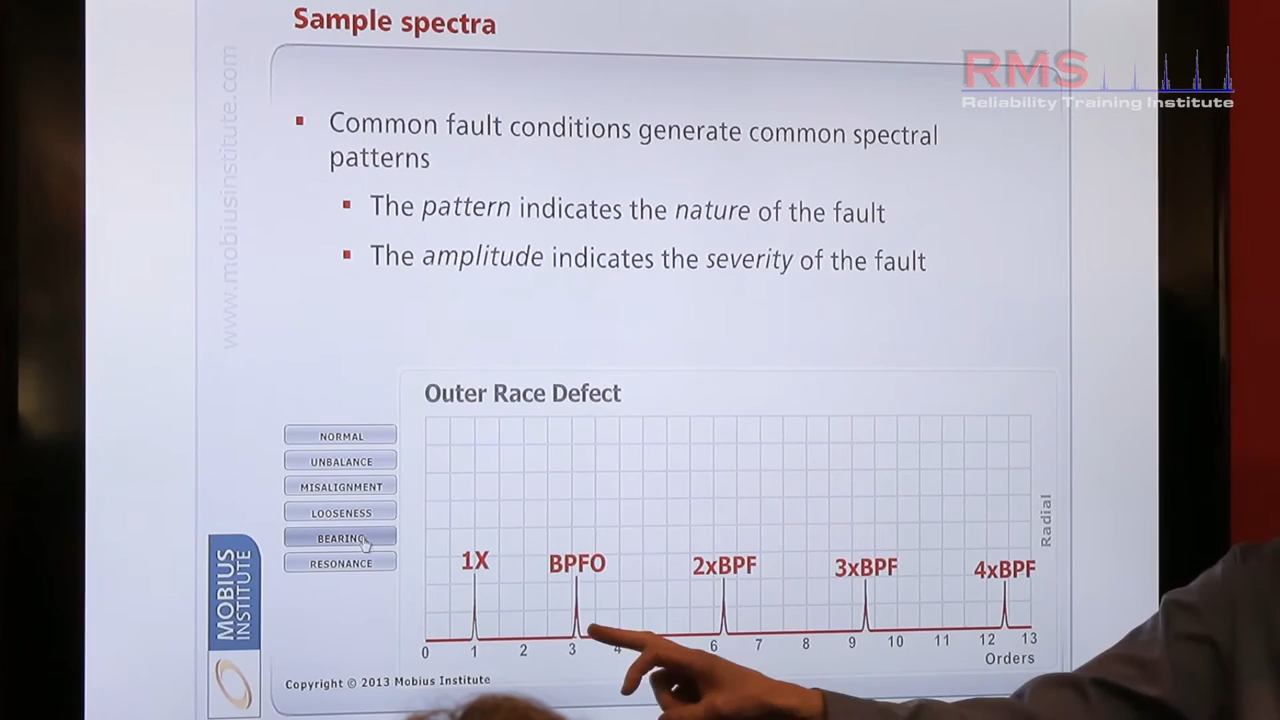 Sample spectra
RMS
Reliability Training Institute
www.mobiusinstitute.com
Common fault conditions generate common spectral
patterns
The pattern indicates the nature of the fault
The amplitude indicates the severity of the fault
Outer Race Defect
NORMAL
UNBALANCE
MISALIGNMENT
LOOSENESS
BEARING
RESONANCE
1X BPFO 2xBPF 3xBPF 4xBPF
Radial
0 1 2 3 4 6 7 8 9 10 11 12 13
Orders
MOBIUS
INSTITUTE
Copyright © 2013 Mobius Institute